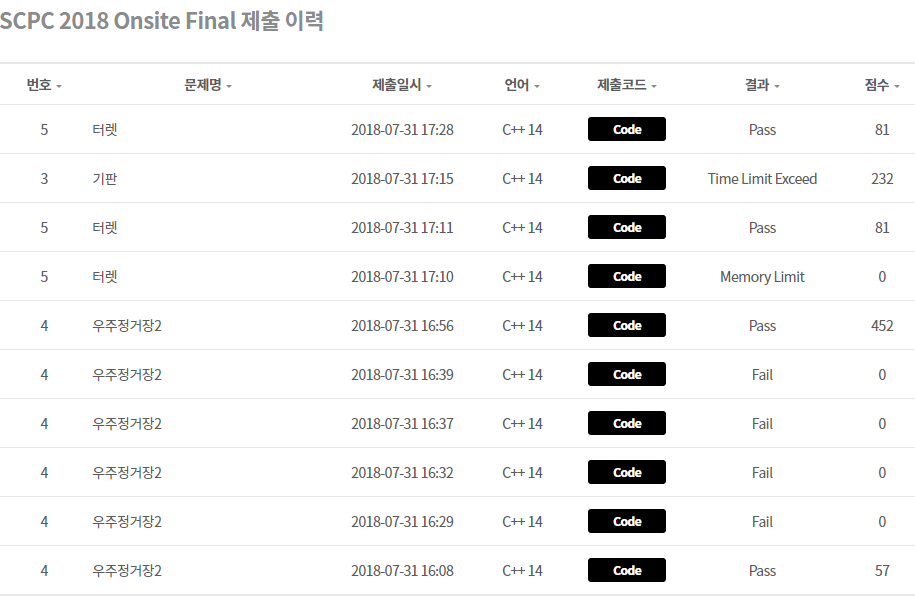 SCPC 2018 Onsite Final 제출 이력
번호 문제명 제출일시 언어 제출코드 결과 점수
5 터렛 2018-07-31 17:28 C++ 14 Code Pass 81
3 기판 2018-07-31 17:15 C++ 14 Code Time Limit Exceed 232
5 터렛 2018-07-31 17:11 C++ 14 Code Pass 81
5 터렛 2018-07-31 17:10 C++ 14 Code Memory Limit 0
4 우주정거장2 2018-07-31 16:56 C++ 14 Code Pass 452
4 우주정거장2 2018-07-31 16:39 C++ 14 Code Fail 0
4 우주정거장2 2018-07-31 16:37 C++ 14 Code Fail 0
4 우주정거장2 2018-07-31 16:32 C++ 14 Code Fail 0
4 우주정거장2 2018-07-31 16:29 C++ 14 Code Fail 0
4 우주정거장2 2018-07-31 16:08 C++ 14 Code Pass 57